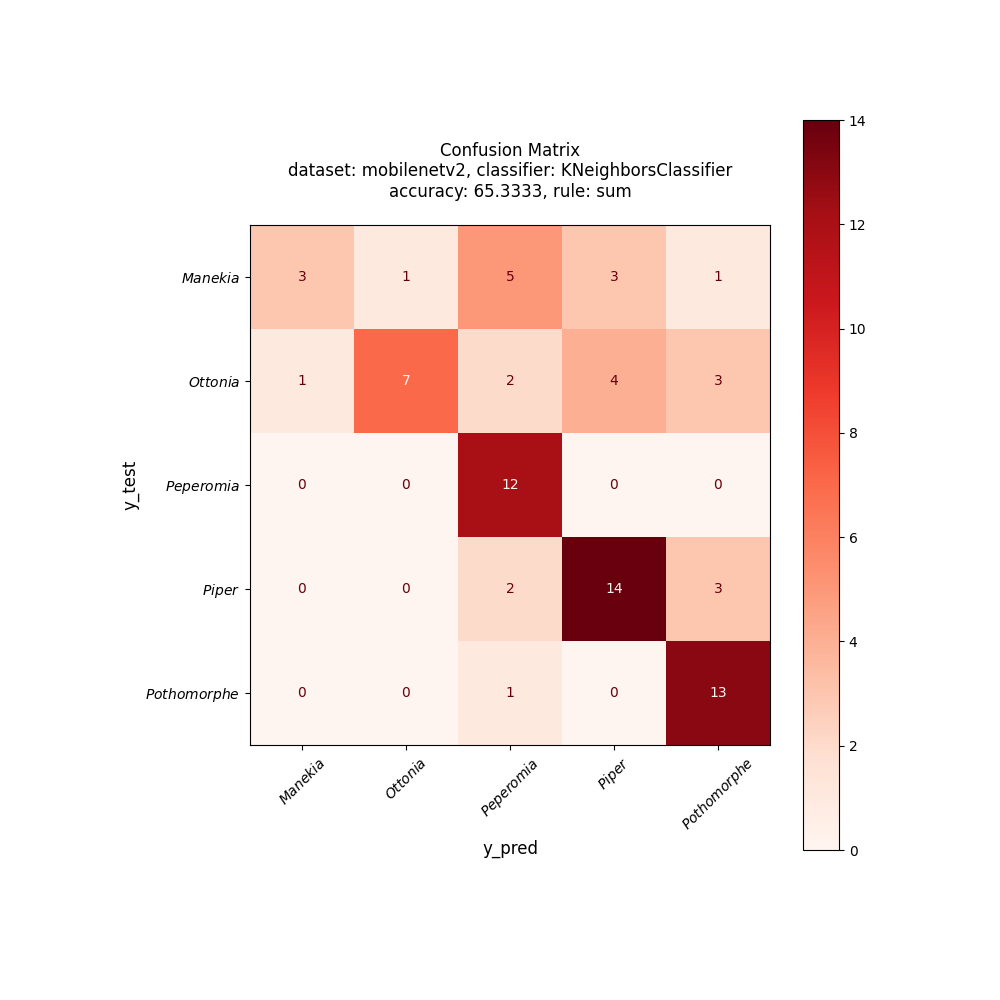 Confusion Matrix
dataset: mobilenetv2, classifier: KNeighborsClassifier
accuracy: 65.3333, rule: sum
y_test
Manekia 3 1 5 3 1
Ottonia 1 7 2 4 3
Peperomia 0 0 12 0 0
Piper 0 0 2 14 3
Pothomorphe 0 0 1 0 13
Manekia Ottonia Peperomia Piper Pothomorphe
y_pred
14
12
10
8
6
4
2
0